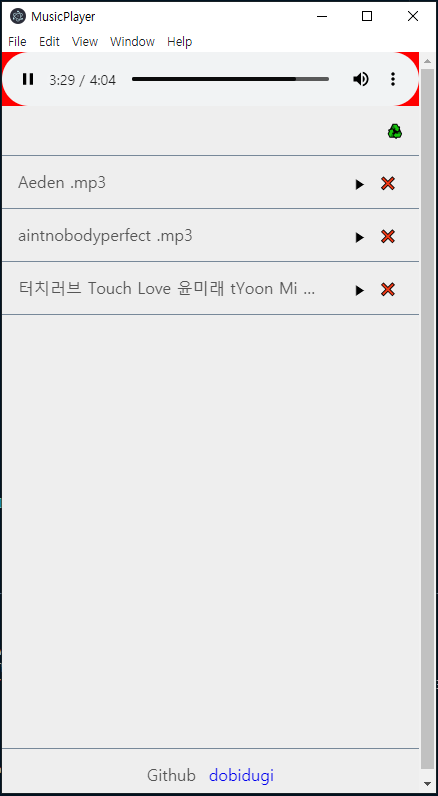 MusicPlayer
File Edit View Window Help
3:29 / 4:04
Aeden .mp3
aintnobodyperfect .mp3
터치러브 Touch Love 윤미래 tYoon Mi ...
Github dobidugi